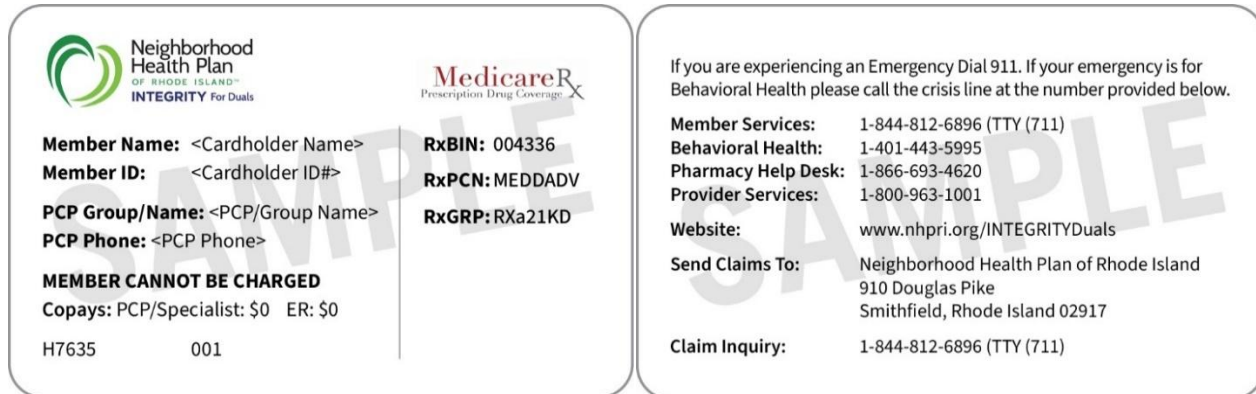 Neighborhood
Health Plan
OF RHODE ISLAND™
INTEGRITY For Duals
MedicareRx
Prescription Drug Coverage
Member Name: <Cardholder Name>
Member ID: <Cardholder ID#>
PCP Group/Name: <PCP/Group Name>
PCP Phone: <PCP Phone>
MEMBER CANNOT BE CHARGED
Copays: PCP/Specialist: $0 ER: $0
H7635 001
RxBIN: 004336
RxPCN: MEDDADV
RxGRP: RXa21KD
SAMPLE
If you are experiencing an Emergency Dial 911. If your emergency is for
Behavioral Health please call the crisis line at the number provided below.
Member Services: 1-844-812-6896 (TTY (711)
Behavioral Health: 1-401-443-5995
Pharmacy Help Desk: 1-866-693-4620
Provider Services: 1-800-963-1001
Website: www.nhpri.org/INTEGRITYDuals
Send Claims To: Neighborhood Health Plan of Rhode Island
910 Douglas Pike
Smithfield, Rhode Island 02917
Claim Inquiry: 1-844-812-6896 (TTY (711)
SAMPLE